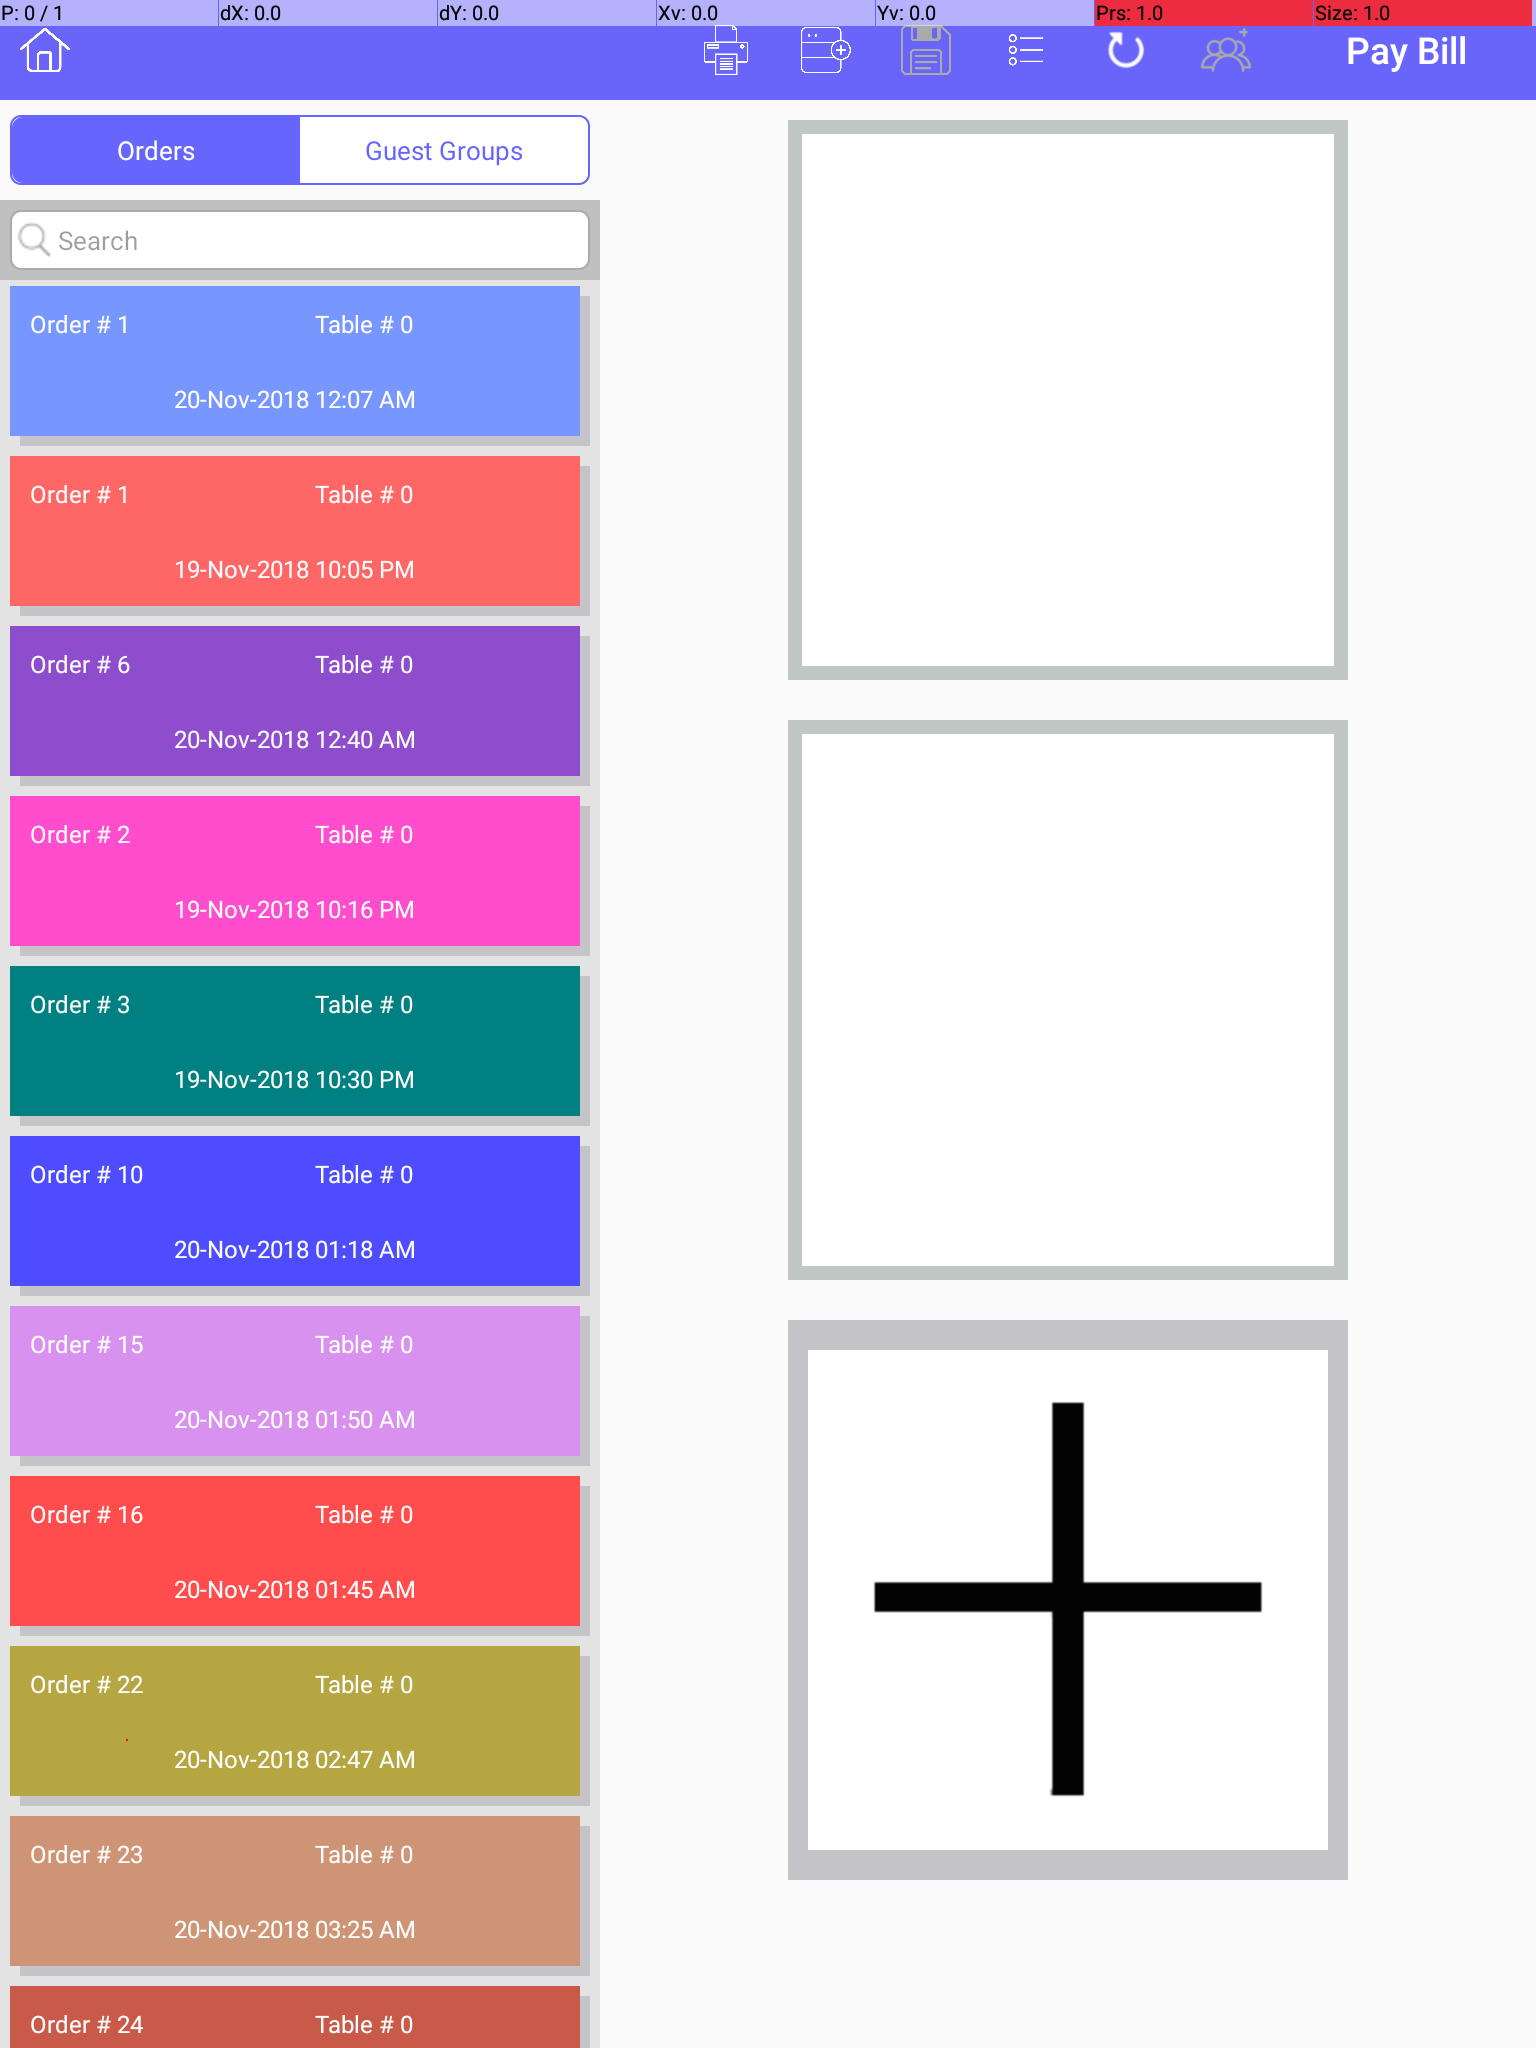 P: 0 / 1 dX: 0.0 dY: 0.0 Xv: 0.0 Yv: 0.0 Prs: 1.0 Size: 1.0
Pay Bill
Orders Guest Groups
Search
Order # 1 Table # 0
20-Nov-2018 12:07 AM
Order # 1 Table # 0
19-Nov-2018 10:05 PM
Order # 6 Table # 0
20-Nov-2018 12:40 AM
Order # 2 Table # 0
19-Nov-2018 10:16 PM
Order # 3 Table # 0
19-Nov-2018 10:30 PM
Order # 10 Table # 0
20-Nov-2018 01:18 AM
Order # 15 Table # 0
20-Nov-2018 01:50 AM
Order # 16 Table # 0
20-Nov-2018 01:45 AM
Order # 22 Table # 0
20-Nov-2018 02:47 AM
Order # 23 Table # 0
20-Nov-2018 03:25 AM
Order # 24 Table # 0